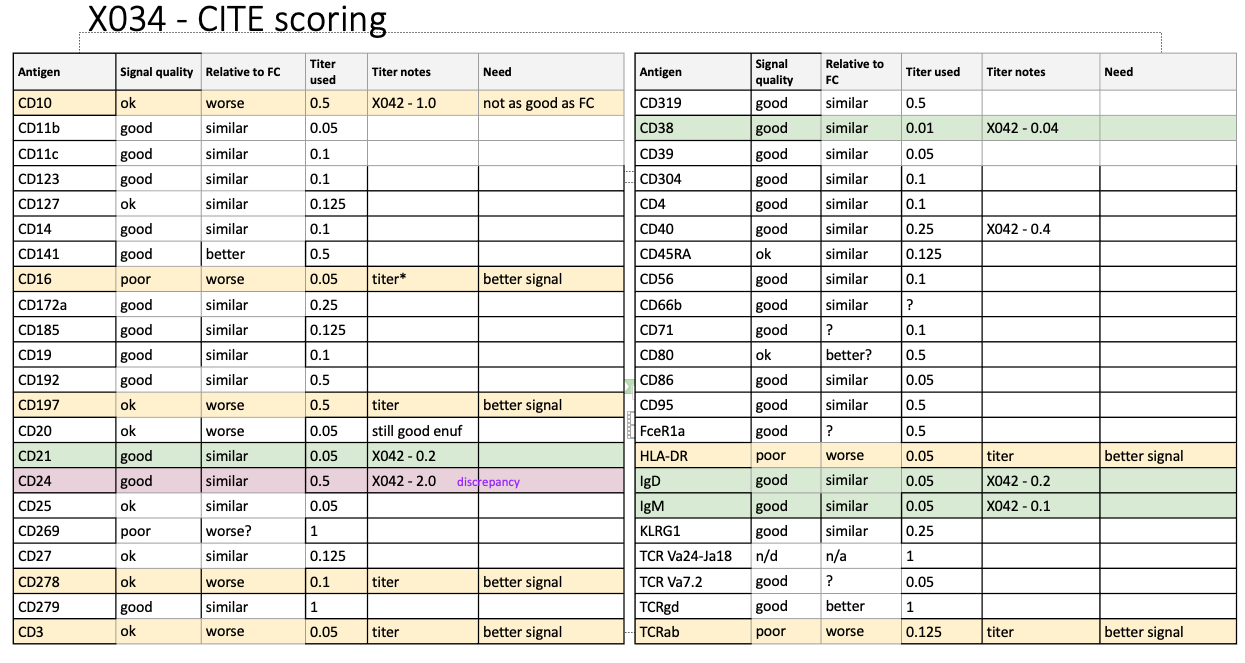 X034 - CITE scoring
Antigen Signal quality Relative to FC Titer used Titer notes Need
CD10 ok worse 0.5 X042 - 1.0 not as good as FC
CD11b good similar 0.05
CD11c good similar 0.1
CD123 good similar 0.1
CD127 ok similar 0.125
CD14 good similar 0.1
CD141 good better 0.5
CD16 poor worse 0.05 titer* better signal
CD172a good similar 0.25
CD185 good similar 0.125
CD19 good similar 0.1
CD192 good similar 0.5
CD197 ok worse 0.5 titer better signal
CD20 ok worse 0.05 still good enuf
CD21 good similar 0.05 X042 - 0.2
CD24 good similar 0.5 X042 - 2.0 discrepancy
CD25 ok similar 0.05
CD269 poor worse? 1
CD27 ok similar 0.125
CD278 ok worse 0.1 titer better signal
CD279 good similar 1
CD3 ok worse 0.05 titer better signal
Antigen Signal quality Relative to FC Titer used Titer notes Need
CD319 good similar 0.5
CD38 good similar 0.01 X042 - 0.04
CD39 good similar 0.05
CD304 good similar 0.1
CD4 good similar 0.1
CD40 good similar 0.25 X042 - 0.4
CD45RA ok similar 0.125
CD56 good similar 0.1
CD66b good similar ?
CD71 good ? 0.1
CD80 ok better? 0.5
CD86 good similar 0.05
CD95 good similar 0.5
FceR1a good ? 0.5
HLA-DR poor worse 0.05 titer better signal
IgD good similar 0.05 X042 - 0.2
IgM good similar 0.05 X042 - 0.1
KLRG1 good similar 0.25
TCR Va24-Ja18 n/d n/a 1
TCR Va7.2 good ? 0.05
TCRgd good better 1
TCRab poor worse 0.125 titer better signal